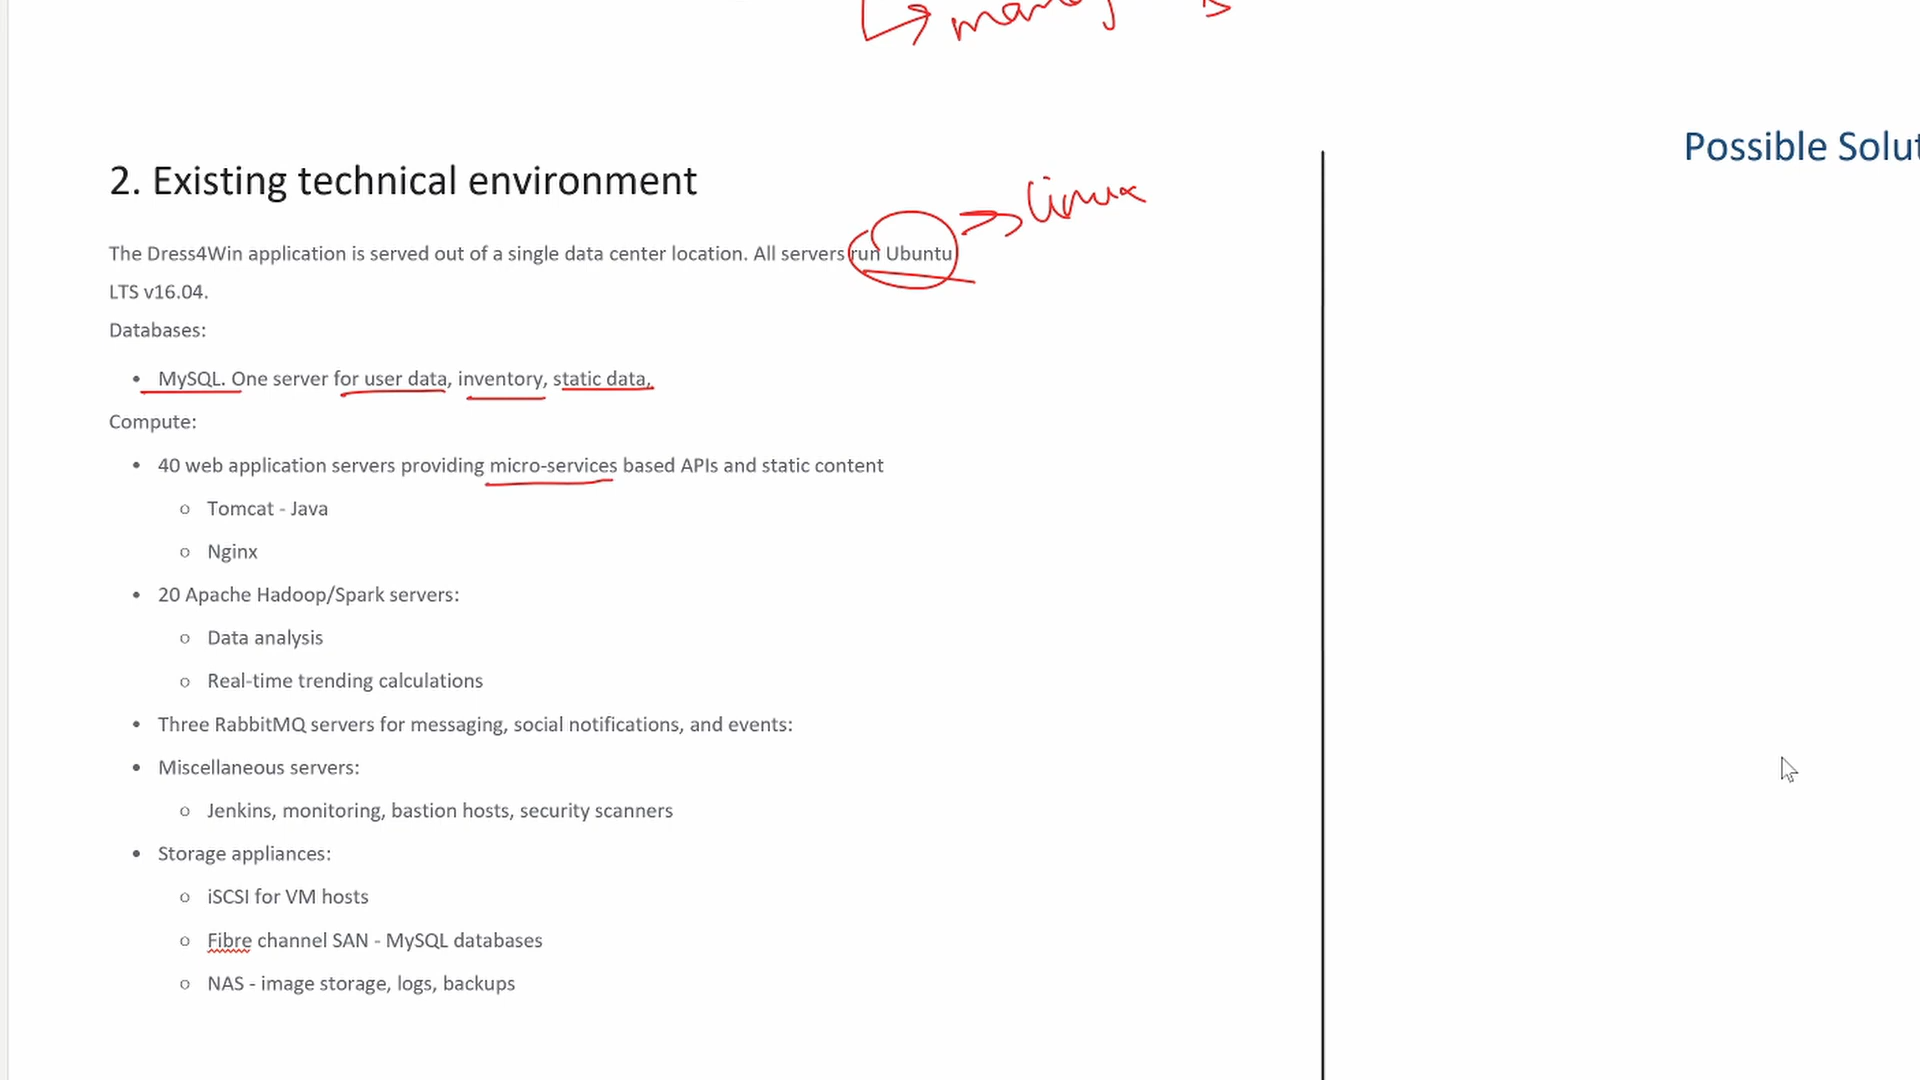 Possible Solut
2. Existing technical environment
linux
The Dress4Win application is served out of a single data center location. All servers run Ubuntu
LTS v16.04.
Databases:
• MySQL. One server for user data, inventory, static data,
Compute:
• 40 web application servers providing micro-services based APIs and static content
o Tomcat - Java
o Nginx
• 20 Apache Hadoop/Spark servers:
o Data analysis
o Real-time trending calculations
• Three RabbitMQ servers for messaging, social notifications, and events:
• Miscellaneous servers:
o Jenkins, monitoring, bastion hosts, security scanners
• Storage appliances:
o iSCSI for VM hosts
o Fibre channel SAN - MySQL databases
o NAS - image storage, logs, backups